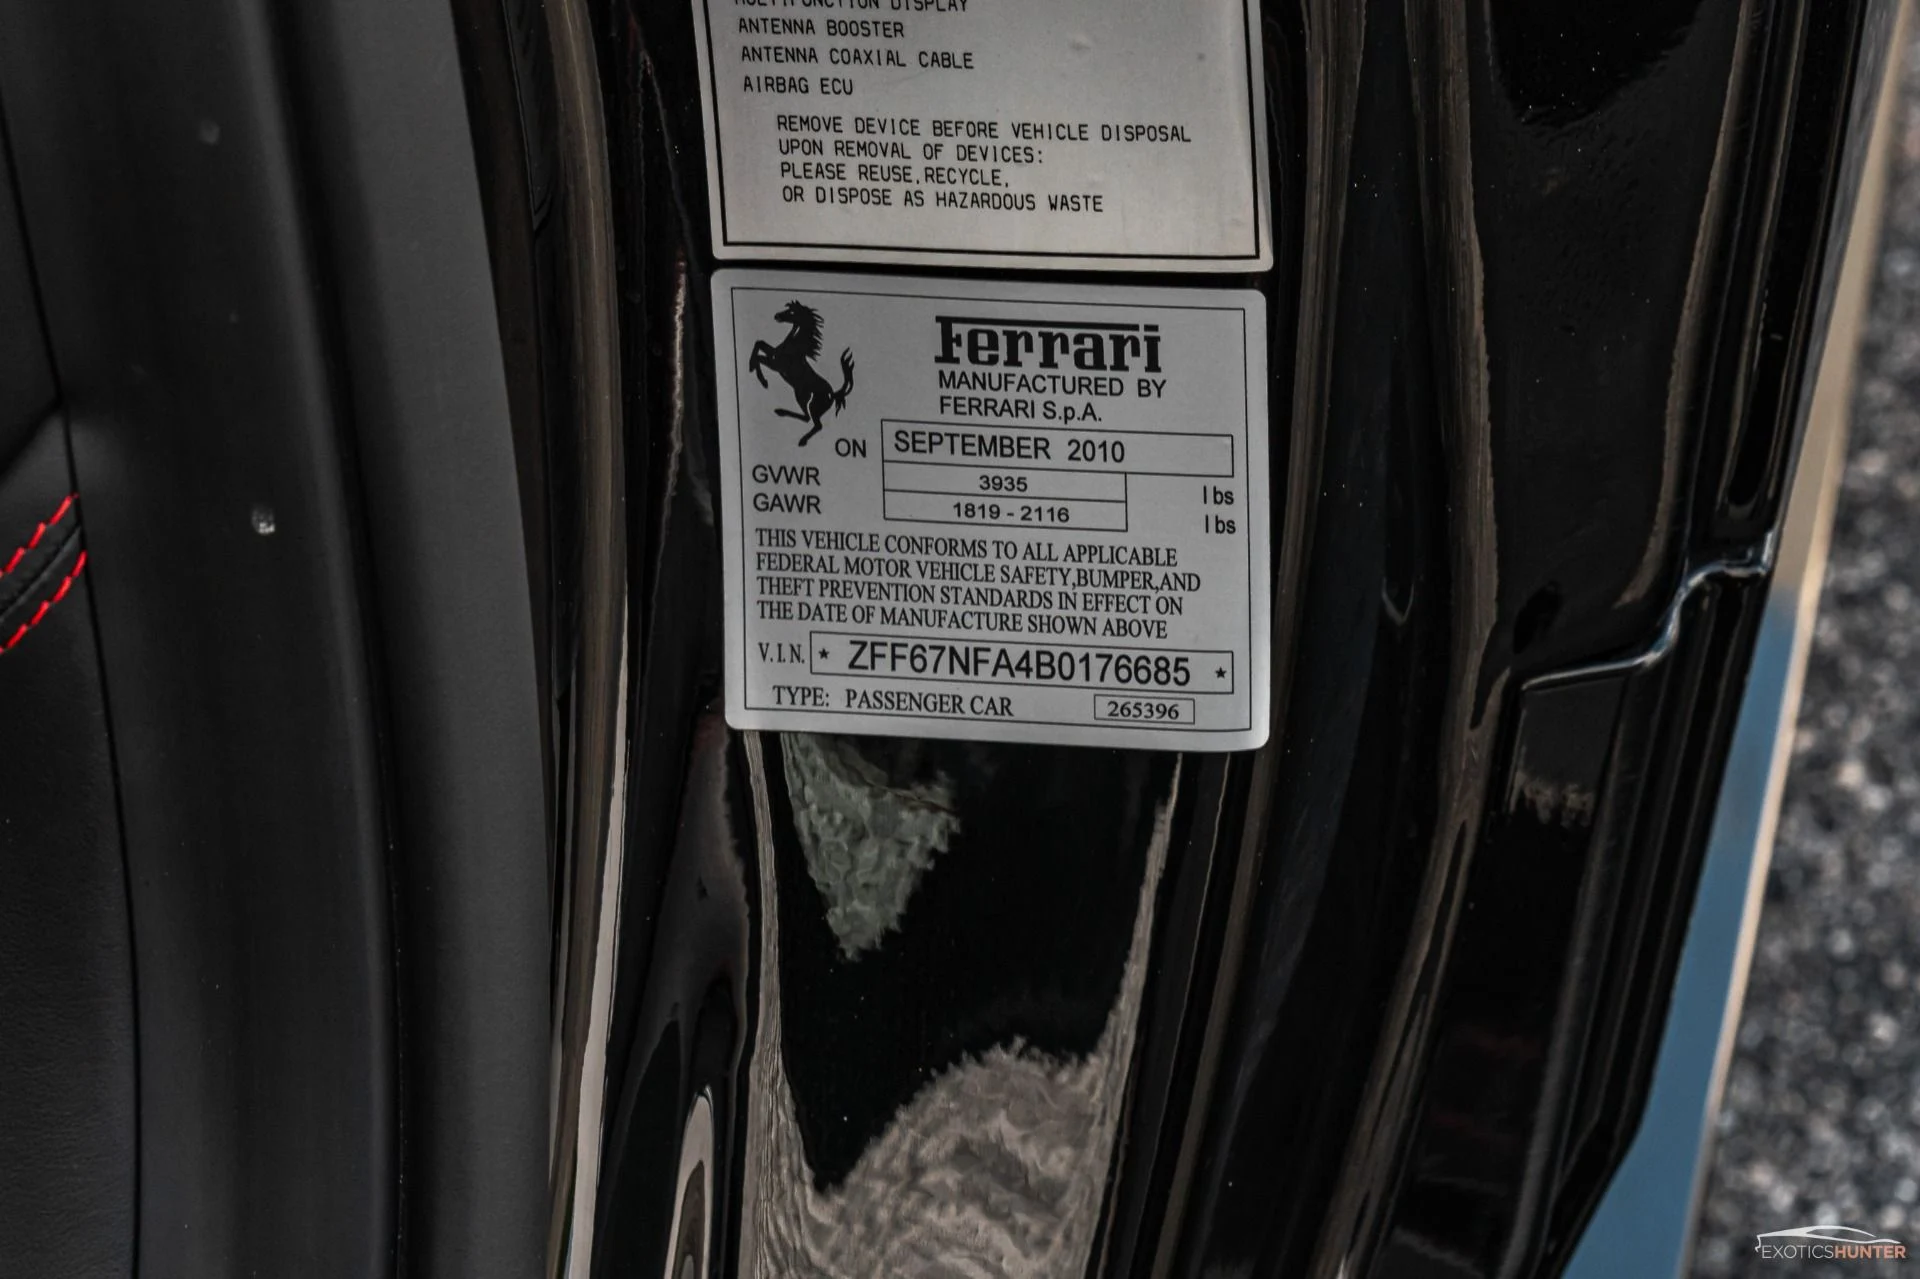 MULTIFUNCTION DISPLAY
ANTENNA BOOSTER
ANTENNA COAXIAL CABLE
AIRBAG ECU
REMOVE DEVICE BEFORE VEHICLE DISPOSAL
UPON REMOVAL OF DEVICES:
PLEASE REUSE, RECYCLE,
OR DISPOSE AS HAZARDOUS WASTE
Ferrari
MANUFACTURED BY
FERRARI S.p.A.
ON SEPTEMBER 2010
GVWR 3935 lbs
GAWR 1819 - 2116 lbs
THIS VEHICLE CONFORMS TO ALL APPLICABLE
FEDERAL MOTOR VEHICLE SAFETY,BUMPER,AND
THEFT PREVENTION STANDARDS IN EFFECT ON
THE DATE OF MANUFACTURE SHOWN ABOVE
V.I.N. * ZFF67NFA4B0176685 *
TYPE: PASSENGER CAR 265396
EXOTICSHUNTER